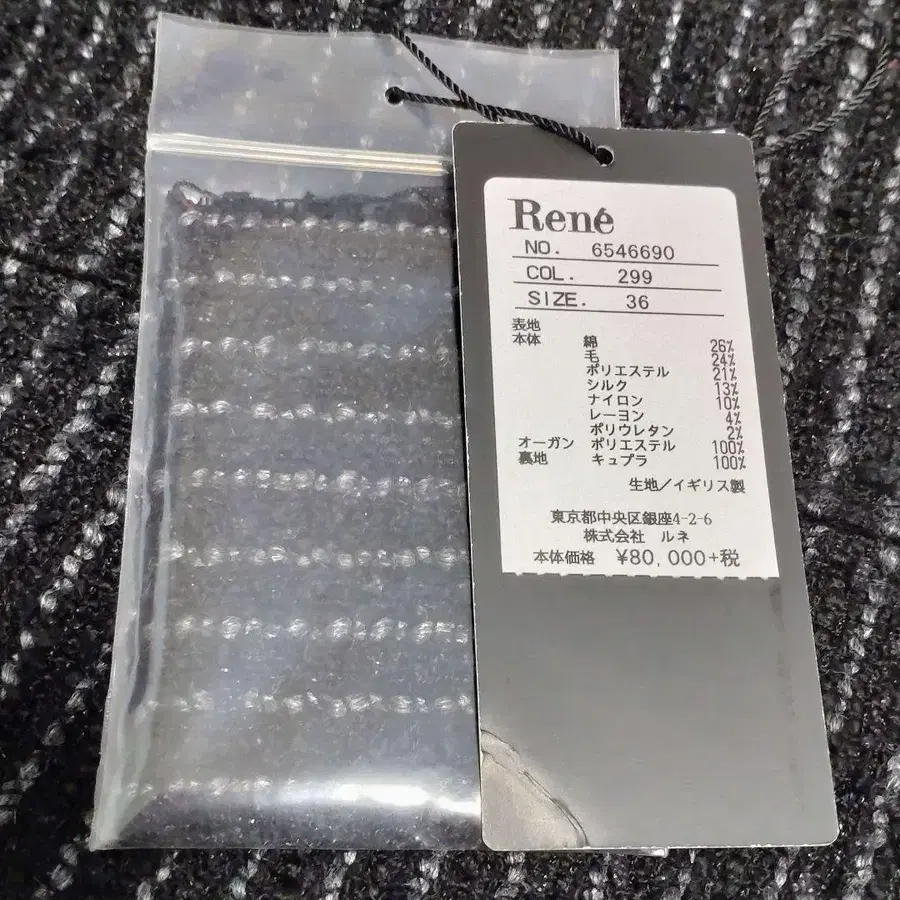 René
NO. 6546690
COL. 299
SIZE. 36
表地
本体 綿 26%
毛 24%
ポリエステル 21%
シルク 13%
ナイロン 10%
レーヨン 4%
ポリウレタン 2%
オーガン ポリエステル 100%
裏地 キュプラ 100%
生地/イギリス製
東京都中央区銀座4-2-6
株式会社 ルネ
本体価格 ¥80,000+税